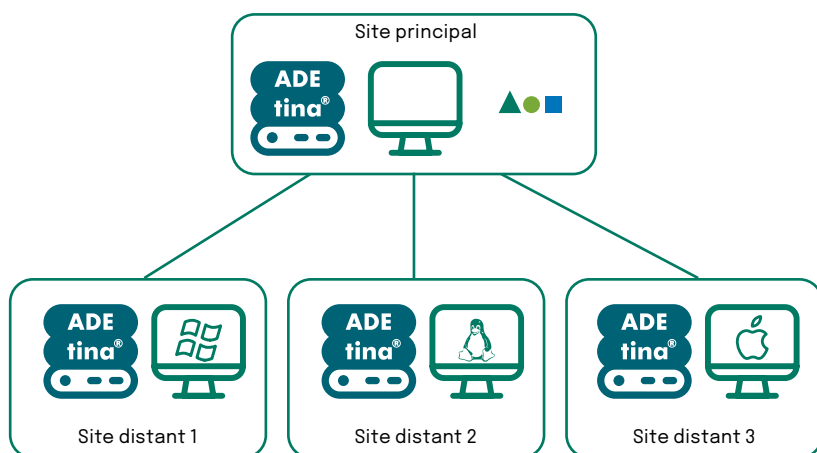 Site principal
ADE
tina®
ADE
tina®
Site distant 1
ADE
tina®
Site distant 2
ADE
tina®
Site distant 3